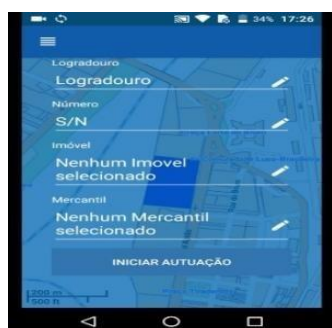 34% 17:26
Logradouro
Logradouro
Número
S/N
Imóvel
Nenhum Imovel
selecionado
Mercantil
Nenhum Mercantil
selecionado
INICIAR AUTUAÇÃO
200 m
500 ft